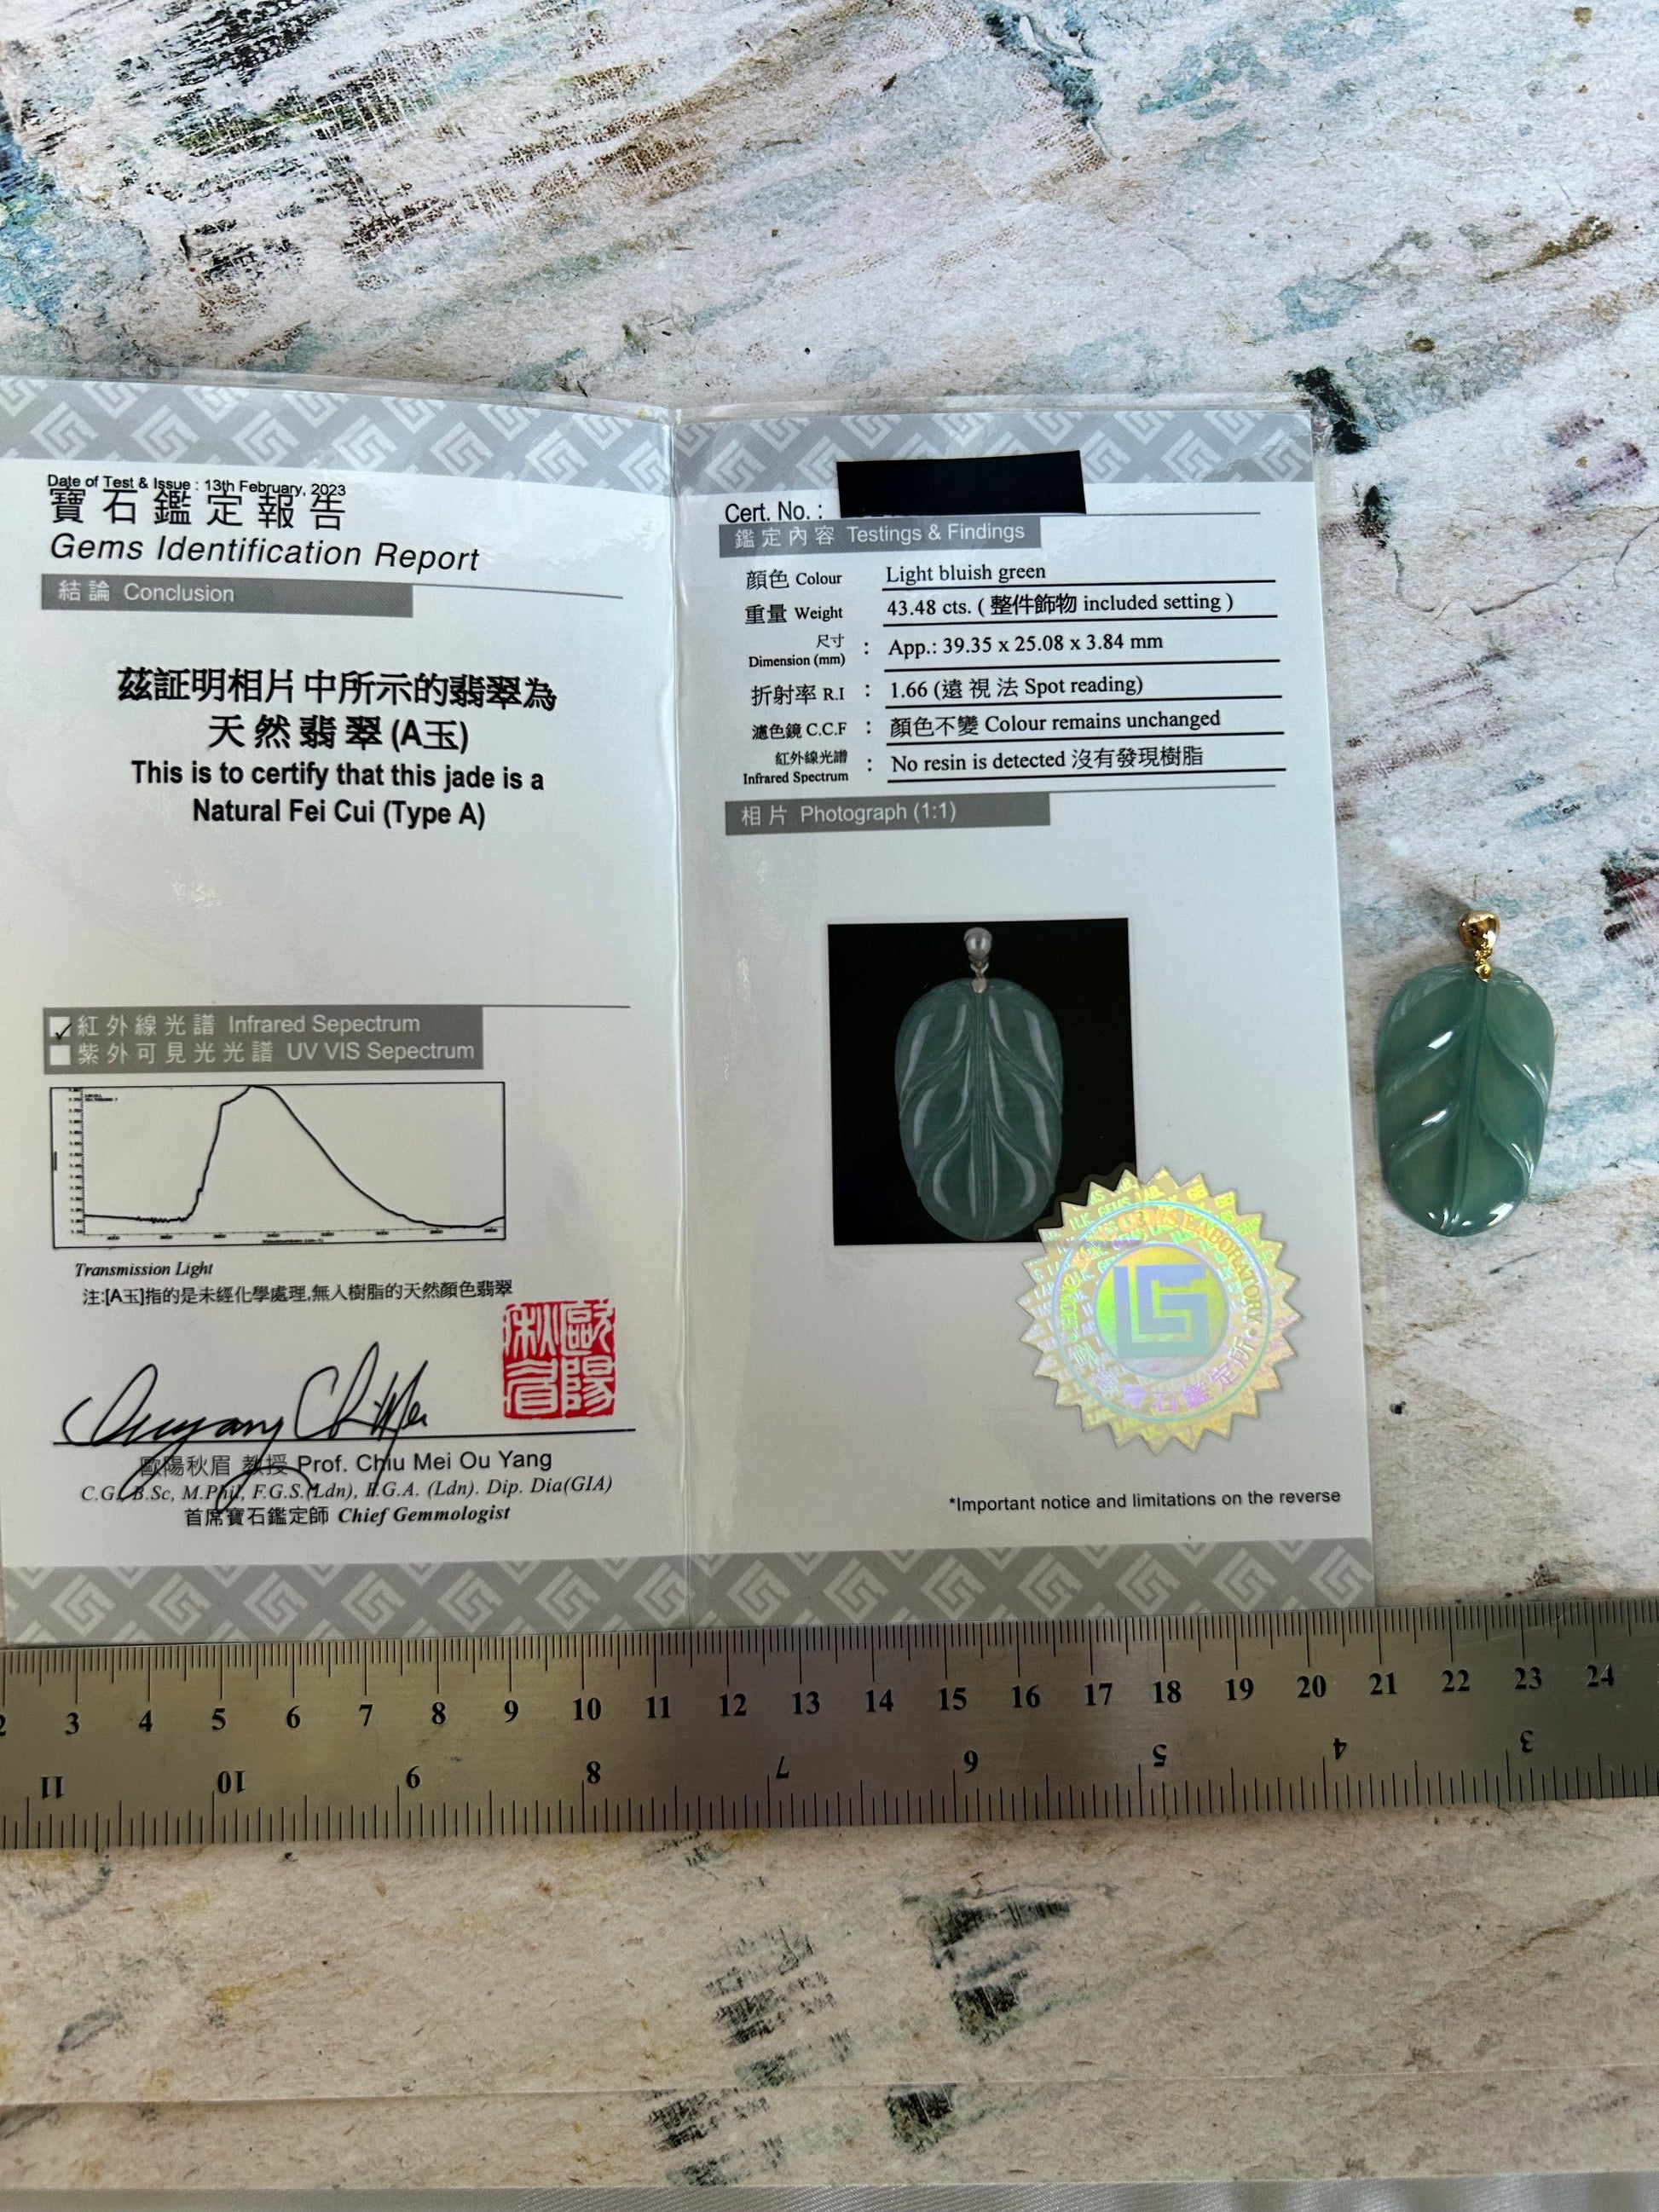 Date of Test & Issue : 13th February, 2023
寶石鑑定報告
Gems Identification Report
結論 Conclusion
茲証明相片中所示的翡翠為
天然翡翠(A玉)
This is to certify that this jade is a
Natural Fei Cui (Type A)
紅外線光譜 Infrared Sepectrum
紫外可見光光譜 UV VIS Sepectrum
Transmission Light
注:[A玉]指的是未經化學處理,無入樹脂的天然顏色翡翠
Ouyang Chiu Mei
歐陽秋眉
歐陽秋眉 教授 Prof. Chiu Mei Ou Yang
C.G. B.Sc, M.Phil, F.G.S.(Ldn), F.G.A. (Ldn). Dip. Dia(GIA)
首席寶石鑑定師 Chief Gemmologist
Cert. No. :
鑑定內容 Testings & Findings
顏色 Colour Light bluish green
重量 Weight 43.48 cts. ( 整件飾物 included setting )
尺寸
Dimension (mm) : App.: 39.35 x 25.08 x 3.84 mm
折射率 R.I : 1.66 (遠視法 Spot reading)
濾色鏡 C.C.F : 顏色不變 Colour remains unchanged
紅外線光譜
Infrared Spectrum : No resin is detected 沒有發現樹脂
相片 Photograph (1:1)
*Important notice and limitations on the reverse
2 3 4 5 6 7 8 9 10 11 12 13 14 15 16 17 18 19 20 21 22 23 24
11 10 9 8 7 6 5 4 3